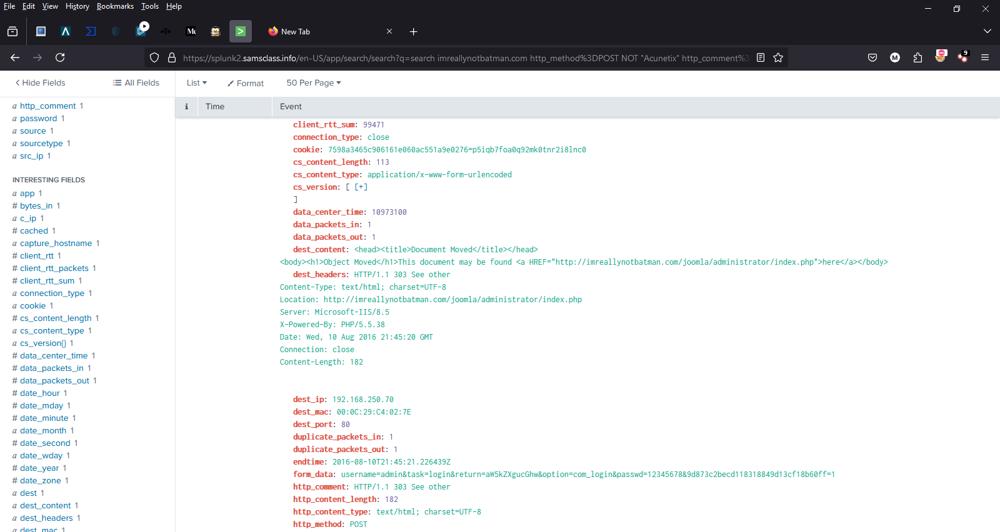 File Edit View History Bookmarks Tools Help
New Tab
https://splunk2.samsclass.info/en-US/app/search/search?q=search imreallynotbatman.com http_method%3DPOST NOT "Acunetix" http_comment%3
M
9
Hide Fields
All Fields
List
Format
50 Per Page
i
Time
Event
a http_comment 1
a password 1
a source 1
a sourcetype 1
a src_ip 1
INTERESTING FIELDS
a app 1
# bytes_in 1
a c_ip 1
# cached 1
a capture_hostname 1
# client_rtt 1
# client_rtt_packets 1
# client_rtt_sum 1
a connection_type 1
a cookie 1
# cs_content_length 1
a cs_content_type 1
a cs_version{} 1
# data_center_time 1
# data_packets_in 1
# data_packets_out 1
# date_hour 1
# date_mday 1
# date_minute 1
a date_month 1
# date_second 1
a date_wday 1
# date_year 1
# date_zone 1
a dest 1
a dest_content 1
a dest_headers 1
a dest_mac 1
client_rtt_sum: 99471
connection_type: close
cookie: 7598a3465c906161e060ac551a9e0276=p5iqb7foa0q92mk0tnr2i8lnc0
cs_content_length: 113
cs_content_type: application/x-www-form-urlencoded
cs_version: [ [+]
]
data_center_time: 10973100
data_packets_in: 1
data_packets_out: 1
dest_content: <head><title>Document Moved</title></head>
<body><h1>Object Moved</h1>This document may be found <a HREF="http://imreallynotbatman.com/joomla/administrator/index.php">here</a></body>
dest_headers: HTTP/1.1 303 See other
Content-Type: text/html; charset=UTF-8
Location: http://imreallynotbatman.com/joomla/administrator/index.php
Server: Microsoft-IIS/8.5
X-Powered-By: PHP/5.5.38
Date: Wed, 10 Aug 2016 21:45:20 GMT
Connection: close
Content-Length: 182
dest_ip: 192.168.250.70
dest_mac: 00:0C:29:C4:02:7E
dest_port: 80
duplicate_packets_in: 1
duplicate_packets_out: 1
endtime: 2016-08-10T21:45:21.226439Z
form_data: username=admin&task=login&return=aW5kZXgucGhw&option=com_login&passwd=12345678&9d873c2becd118318849d13cf18b60ff=1
http_comment: HTTP/1.1 303 See other
http_content_length: 182
http_content_type: text/html; charset=UTF-8
http_method: POST